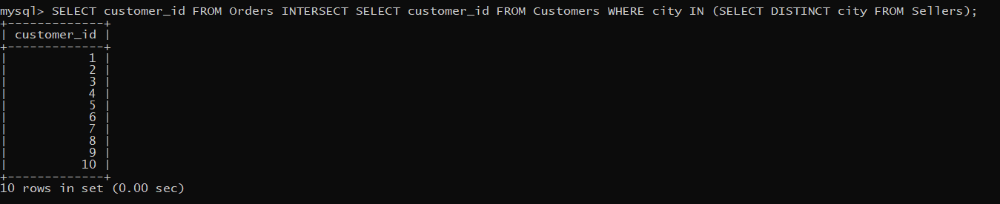 mysql> SELECT customer_id FROM Orders INTERSECT SELECT customer_id FROM Customers WHERE city IN (SELECT DISTINCT city FROM Sellers);
+-------------+
| customer_id |
+-------------+
|           1 |
|           2 |
|           3 |
|           4 |
|           5 |
|           6 |
|           7 |
|           8 |
|           9 |
|          10 |
+-------------+
10 rows in set (0.00 sec)